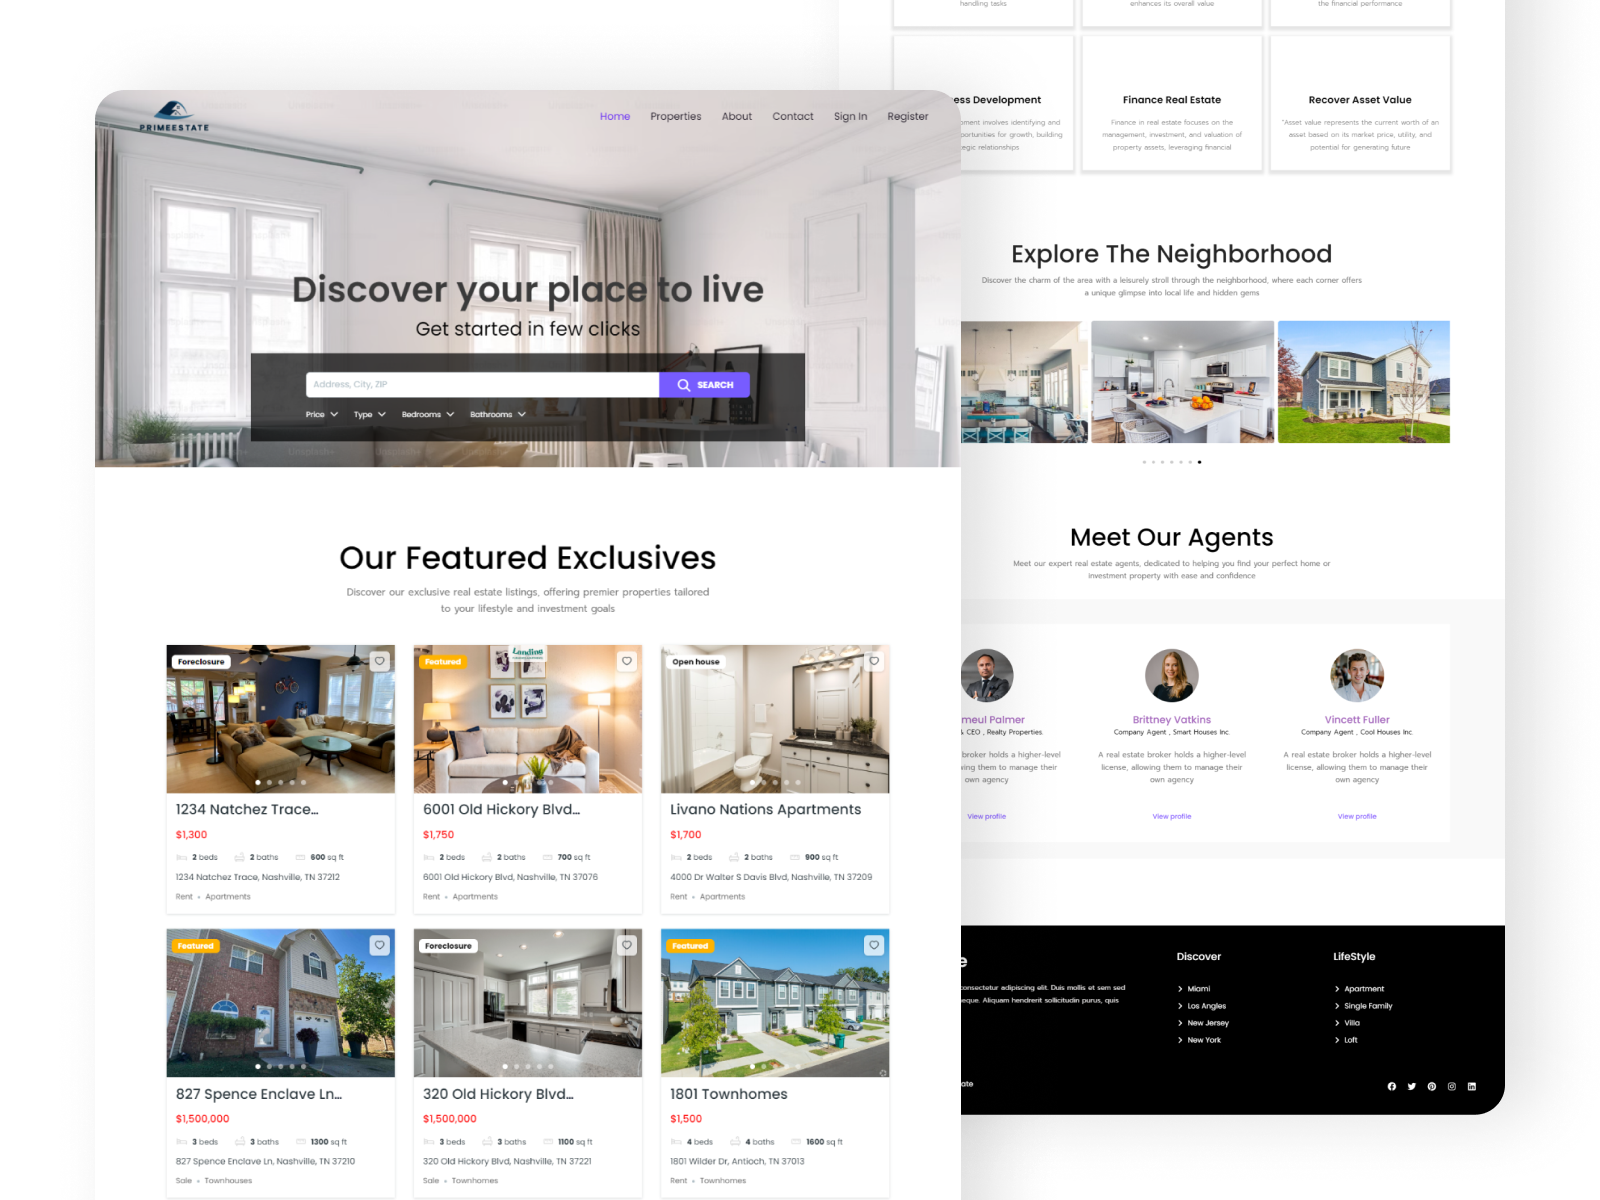 PRIMEESTATE
Home Properties About Contact Sign In Register
Discover your place to live
Get started in few clicks
Address, City, ZIP
SEARCH
Price Type Bedrooms Bathrooms
Our Featured Exclusives
Discover our exclusive real estate listings, offering premier properties tailored
to your lifestyle and investment goals
Foreclosure
1234 Natchez Trace...
$1,300
2 beds 2 baths 600 sq ft
1234 Natchez Trace, Nashville, TN 37212
Rent • Apartments
Featured
Landing
6001 Old Hickory Blvd...
$1,750
2 beds 2 baths 700 sq ft
6001 Old Hickory Blvd, Nashville, TN 37076
Rent • Apartments
Open house
Livano Nations Apartments
$1,700
2 beds 2 baths 900 sq ft
4000 Dr Walter S Davis Blvd, Nashville, TN 37209
Rent • Apartments
Featured
827 Spence Enclave Ln...
$1,500,000
3 beds 3 baths 1300 sq ft
827 Spence Enclave Ln, Nashville, TN 37210
Sale • Townhouses
Foreclosure
320 Old Hickory Blvd...
$1,500,000
3 beds 3 baths 1100 sq ft
320 Old Hickory Blvd, Nashville, TN 37221
Sale • Townhomes
Featured
1801 Townhomes
$1,500
4 beds 4 baths 1600 sq ft
1801 Wilder Dr, Antioch, TN 37013
Rent • Townhomes
handling tasks
enhances its overall value
the financial performance
ess Development
pment involves identifying and
portunities for growth, building
tegic relationships
Finance Real Estate
Finance in real estate focuses on the
management, investment, and valuation of
property assets, leveraging financial
Recover Asset Value
"Asset value represents the current worth of an
asset based on its market price, utility, and
potential for generating future
Explore The Neighborhood
Discover the charm of the area with a leisurely stroll through the neighborhood, where each corner offers
a unique glimpse into local life and hidden gems
Meet Our Agents
Meet our expert real estate agents, dedicated to helping you find your perfect home or
investment property with ease and confidence
meul Palmer
& CEO , Realty Properties.
broker holds a higher-level
wing them to manage their
own agency
View profile
Brittney Vatkins
Company Agent , Smart Houses Inc.
A real estate broker holds a higher-level
license, allowing them to manage their
own agency
View profile
Vincett Fuller
Company Agent , Cool Houses Inc.
A real estate broker holds a higher-level
license, allowing them to manage their
own agency
View profile
e
consectetur adipiscing elit. Duis mollis et sem sed
eque. Aliquam hendrerit sollicitudin purus, quis
ate
Discover
Miami
Los Angles
New Jersey
New York
LifeStyle
Apartment
Single Family
Villa
Loft